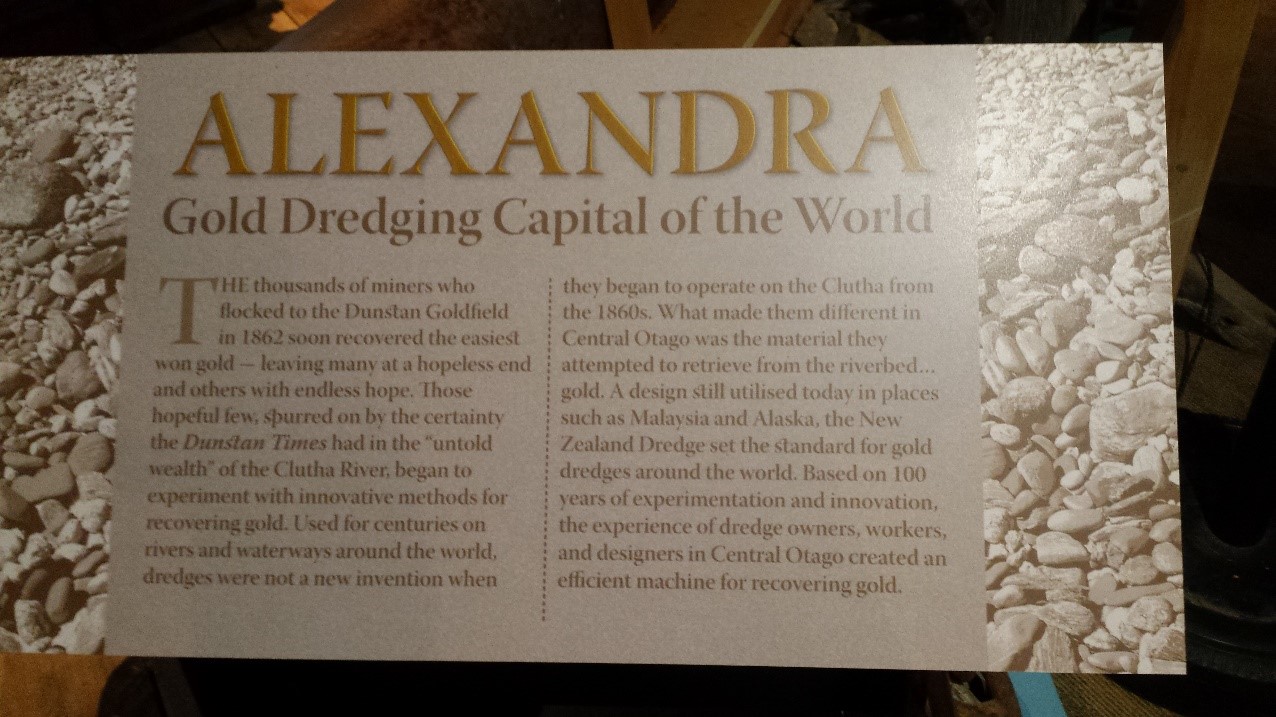 ALEXANDRA
Gold Dredging Capital of the World
THE thousands of miners who
flocked to the Dunstan Goldfield
in 1862 soon recovered the easiest
won gold — leaving many at a hopeless end
and others with endless hope. Those
hopeful few, spurred on by the certainty
the Dunstan Times had in the “untold
wealth” of the Clutha River, began to
experiment with innovative methods for
recovering gold. Used for centuries on
rivers and waterways around the world,
dredges were not a new invention when
they began to operate on the Clutha from
the 1860s. What made them different in
Central Otago was the material they
attempted to retrieve from the riverbed...
gold. A design still utilised today in places
such as Malaysia and Alaska, the New
Zealand Dredge set the standard for gold
dredges around the world. Based on 100
years of experimentation and innovation,
the experience of dredge owners, workers,
and designers in Central Otago created an
efficient machine for recovering gold.